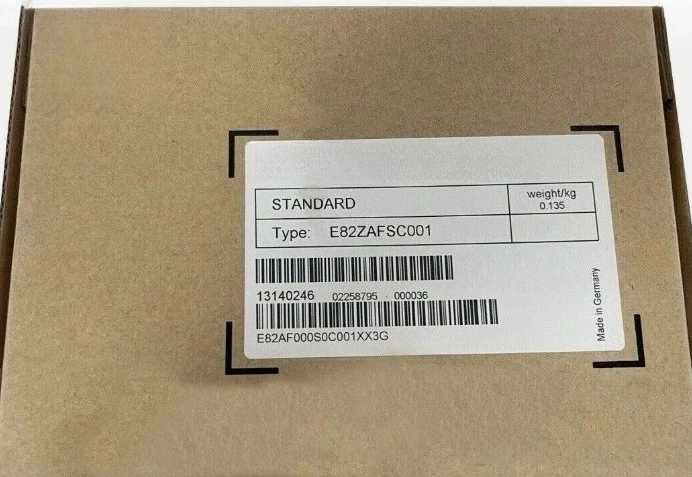 STANDARD
weight/kg
0.135
Type: E82ZAFSC001
13140246 02258795 - 000036
E82AF000S0C001XX3G
Made in Germany